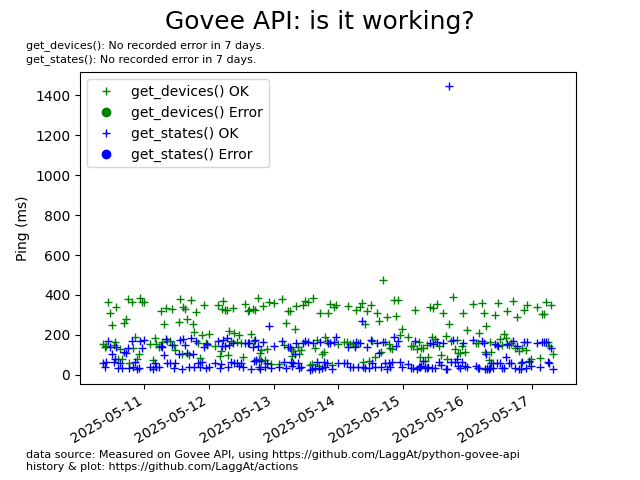 Govee API: is it working?
get_devices(): No recorded error in 7 days.
get_states(): No recorded error in 7 days.
get_devices() OK
get_devices() Error
get_states() OK
get_states() Error
Ping (ms)
1400
1200
1000
800
600
400
200
0
2025-05-11
2025-05-12
2025-05-13
2025-05-14
2025-05-15
2025-05-16
2025-05-17
data source: Measured on Govee API, using https://github.com/LaggAt/python-govee-api
history & plot: https://github.com/LaggAt/actions